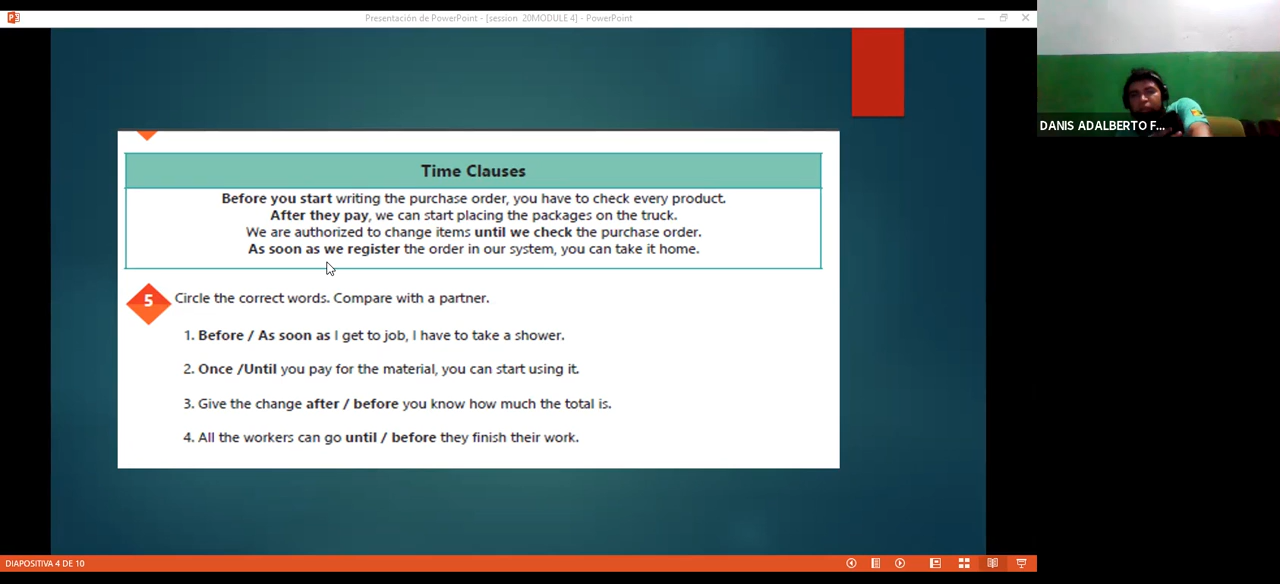 Presentación de PowerPoint - [session 20MODULE 4] - PowerPoint
DANIS ADALBERTO F...
Time Clauses
Before you start writing the purchase order, you have to check every product.
After they pay, we can start placing the packages on the truck.
We are authorized to change items until we check the purchase order.
As soon as we register the order in our system, you can take it home.
5 Circle the correct words. Compare with a partner.
1. Before / As soon as I get to job, I have to take a shower.
2. Once /Until you pay for the material, you can start using it.
3. Give the change after / before you know how much the total is.
4. All the workers can go until / before they finish their work.
DIAPOSITIVA 4 DE 10